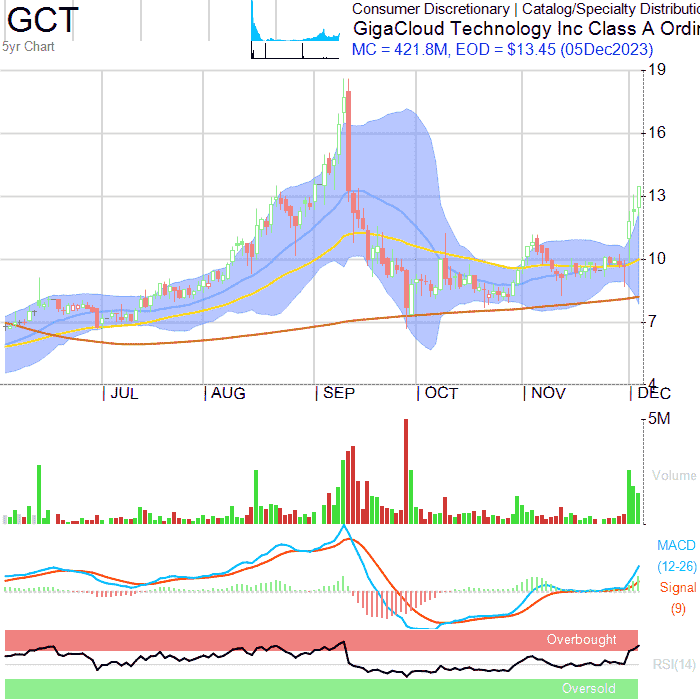 GCT
5yr Chart
Consumer Discretionary | Catalog/Specialty Distributio
GigaCloud Technology Inc Class A Ordin
MC = 421.8M, EOD = $13.45 (05Dec2023)
19
16
13
10
7
4
JUL
AUG
SEP
OCT
NOV
DEC
5M
Volume
MACD
(12-26)
Signal
(9)
Overbought
RSI(14)
Oversold